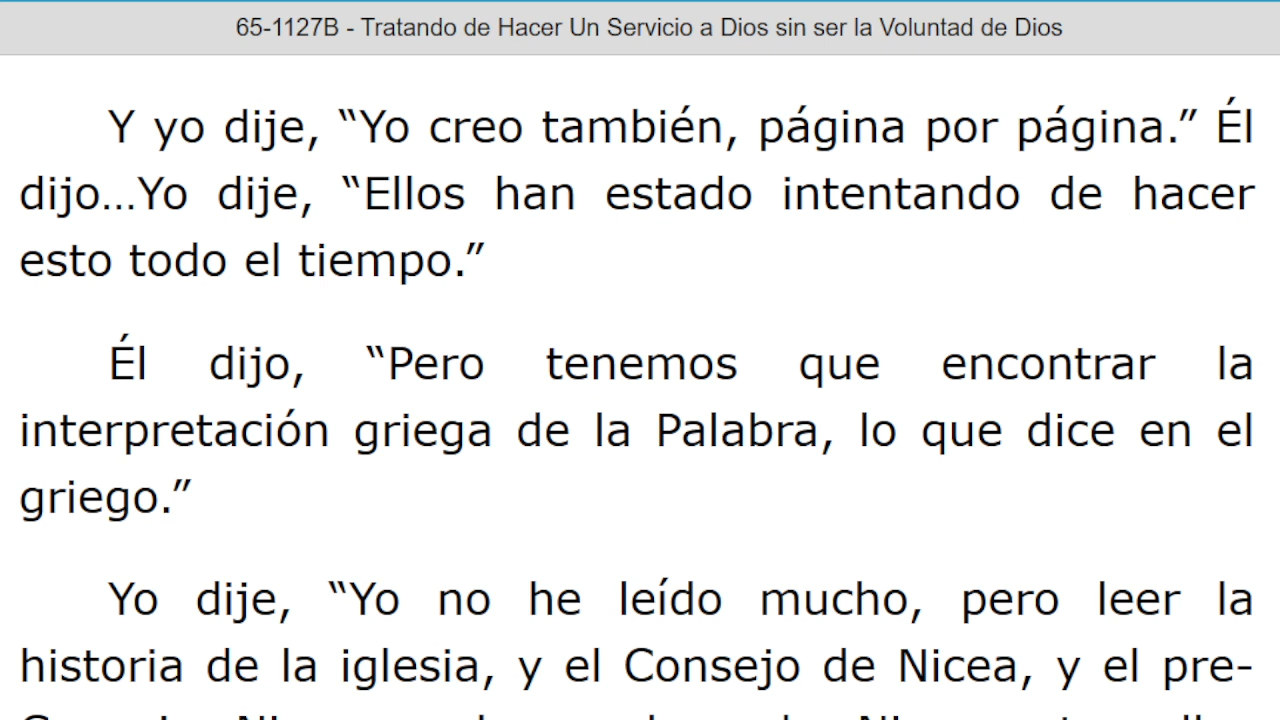 65-1127B - Tratando de Hacer Un Servicio a Dios sin ser la Voluntad de Dios
Y yo dije, “Yo creo también, página por página.” Él
dijo...Yo dije, “Ellos han estado intentando de hacer
esto todo el tiempo.”
Él dijo, “Pero tenemos que encontrar la
interpretación griega de la Palabra, lo que dice en el
griego.”
Yo dije, “Yo no he leído mucho, pero leer la
historia de la iglesia, y el Consejo de Nicea, y el pre-